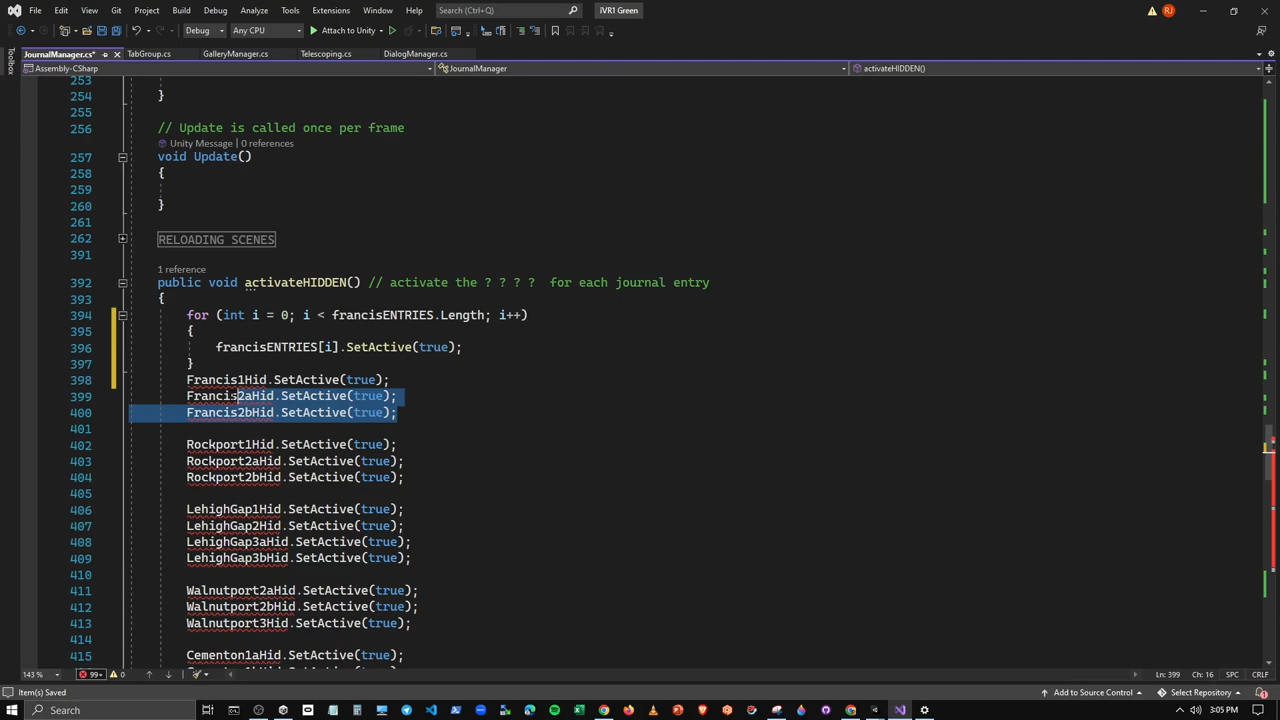 File Edit View Git Project Build Debug Analyze Tools Extensions Window Help Search (Ctrl+Q) iVR1 Green RJ
Debug Any CPU Attach to Unity
JournalManager.cs* TabGroup.cs GalleryManager.cs Telescoping.cs DialogManager.cs
Assembly-CSharp JournalManager activateHIDDEN()
Toolbox
253
254 }
255
256 // Update is called once per frame
Unity Message | 0 references
257 void Update()
258 {
259
260 }
261
262 RELOADING SCENES
391
1 reference
392 public void activateHIDDEN() // activate the ? ? ? ? for each journal entry
393 {
394 for (int i = 0; i < francisENTRIES.Length; i++)
395 {
396 francisENTRIES[i].SetActive(true);
397 }
398 Francis1Hid.SetActive(true);
399 Francis2aHid.SetActive(true);
400 Francis2bHid.SetActive(true);
401
402 Rockport1Hid.SetActive(true);
403 Rockport2aHid.SetActive(true);
404 Rockport2bHid.SetActive(true);
405
406 LehighGap1Hid.SetActive(true);
407 LehighGap2Hid.SetActive(true);
408 LehighGap3aHid.SetActive(true);
409 LehighGap3bHid.SetActive(true);
410
411 Walnutport2aHid.SetActive(true);
412 Walnutport2bHid.SetActive(true);
413 Walnutport3Hid.SetActive(true);
414
415 Cementon1aHid.SetActive(true);
143 % 99+ 0 Ln: 399 Ch: 16 SPC CRLF
Item(s) Saved Add to Source Control Select Repository
Search 3:05 PM